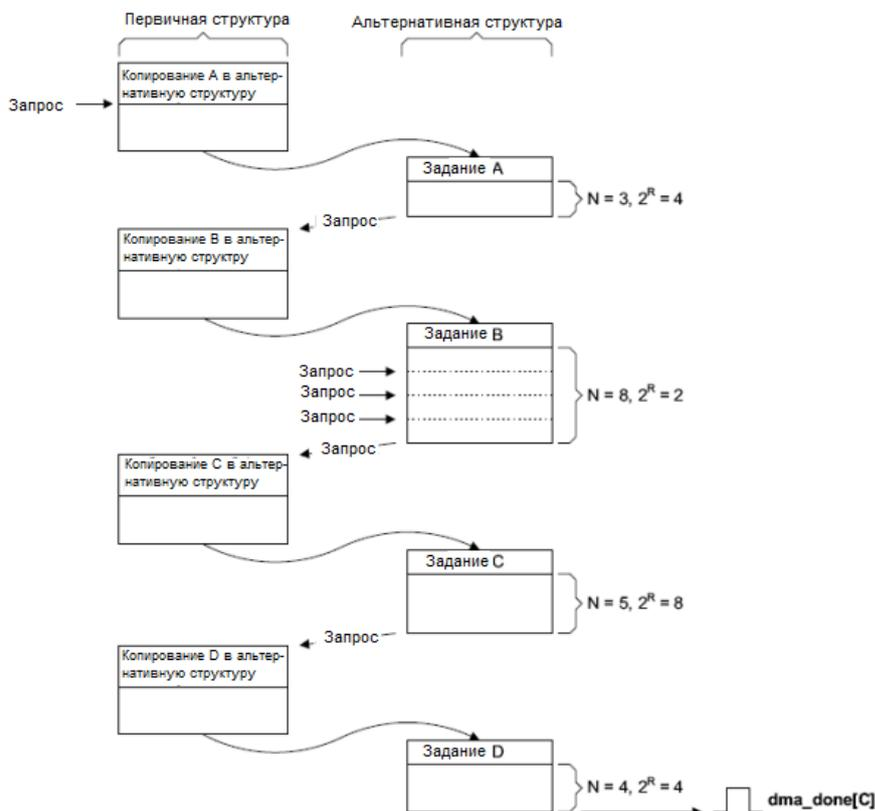 Первичная структура
Альтернативная структура
Копирование A в альтер-
нативную структуру
Запрос
Задание A
N = 3, 2^R = 4
Запрос
Копирование B в альтер-
нативную структру
Задание B
Запрос
Запрос
Запрос
N = 8, 2^R = 2
Запрос
Копирование C в альтер-
нативную структуру
Задание C
N = 5, 2^R = 8
Запрос
Копирование D в альтер-
нативную структуру
Задание D
N = 4, 2^R = 4
dma_done[C]